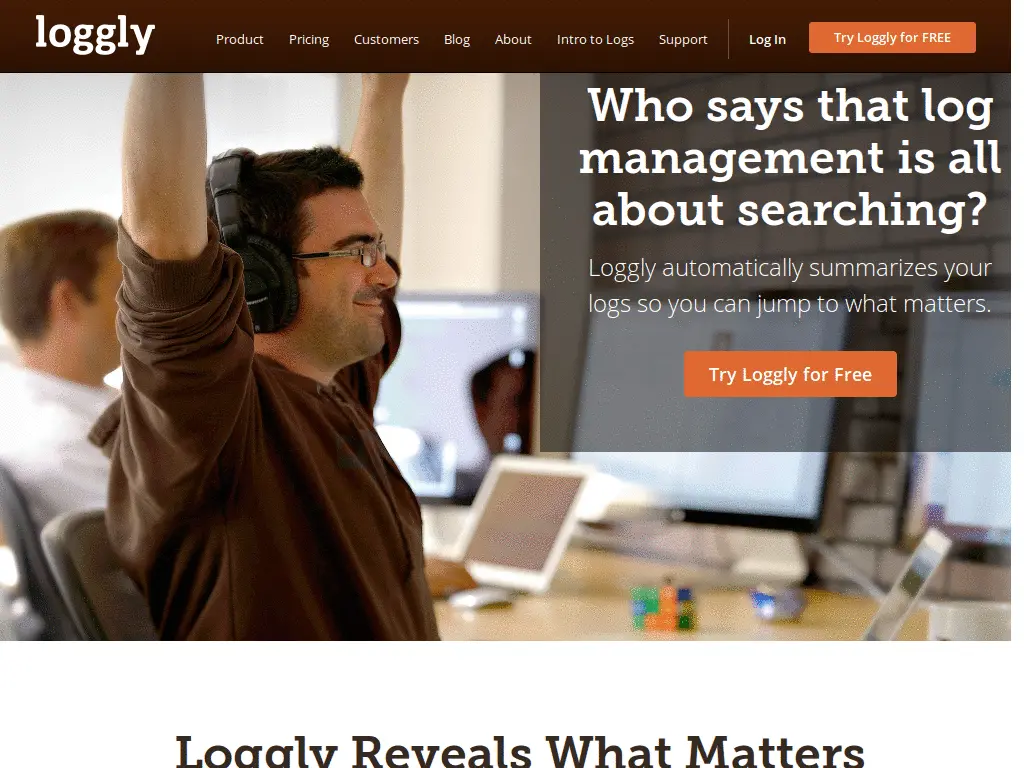 loggly
Product Pricing Customers Blog About Intro to Logs Support Log In Try Loggly for FREE
Who says that log
management is all
about searching?
Loggly automatically summarizes your
logs so you can jump to what matters.
Try Loggly for Free
Loggly Reveals What Matters